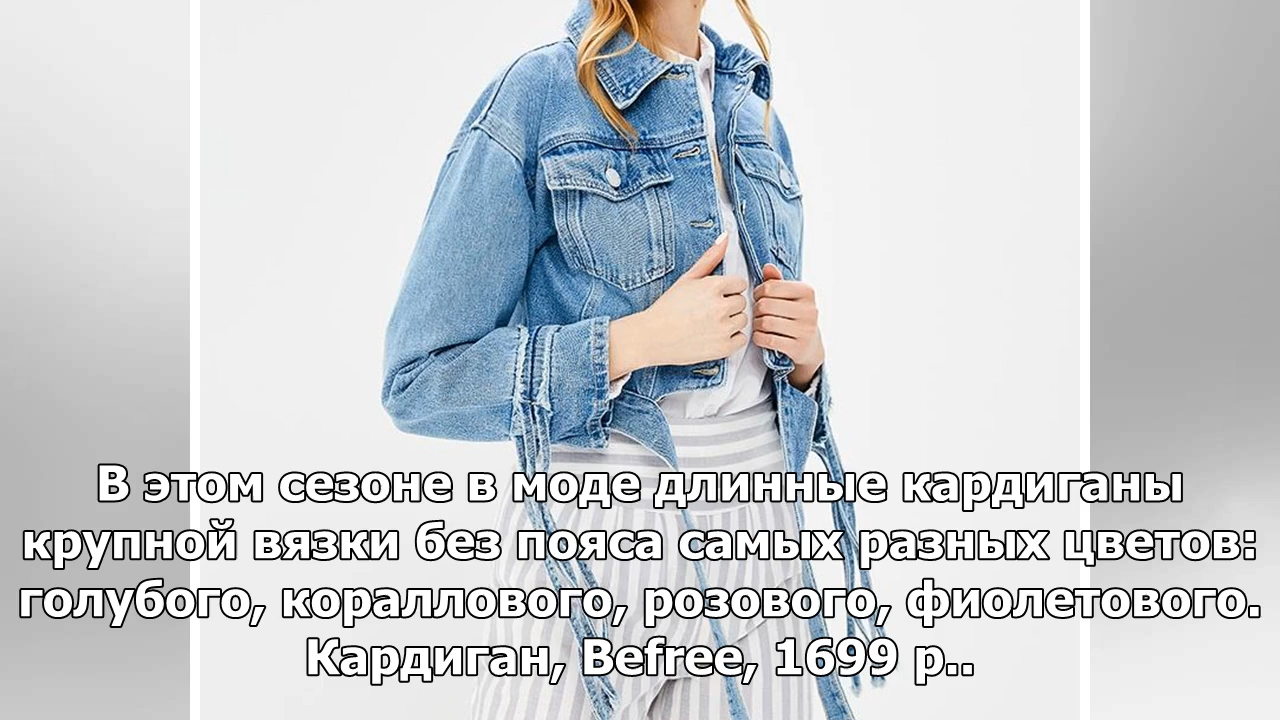 В этом сезоне в моде длинные кардиганы
крупной вязки без пояса самых разных цветов:
голубого, кораллового, розового, фиолетового.
Кардиган, Befree, 1699 р..